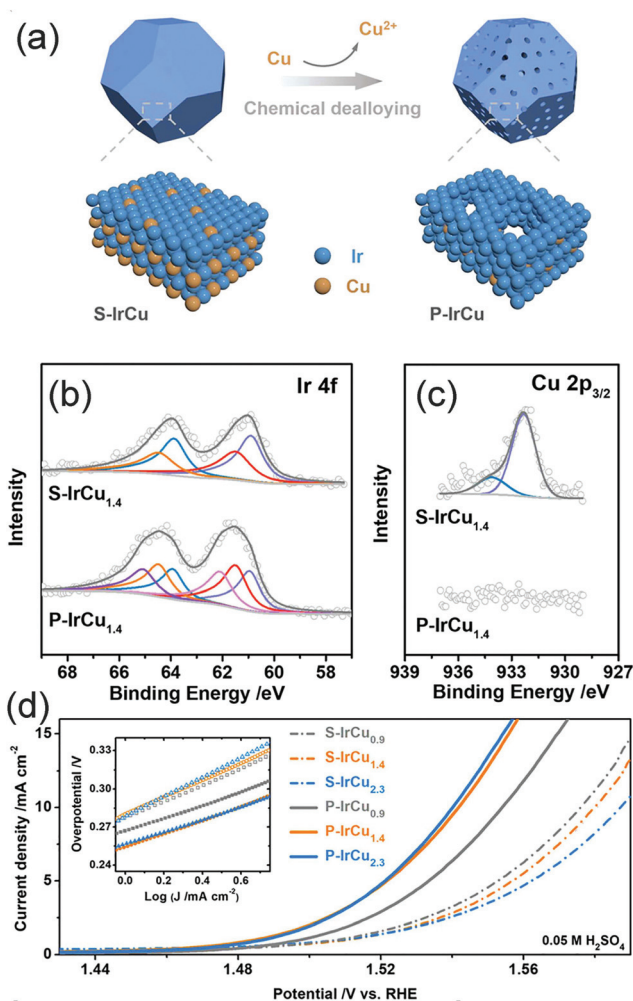 (a)
Cu
Cu2+
Chemical dealloying
Ir
Cu
S-IrCu
P-IrCu
(b)
Ir 4f
S-IrCu1.4
P-IrCu1.4
Intensity
68 66 64 62 60 58
Binding Energy /eV
(c)
Cu 2p3/2
S-IrCu1.4
P-IrCu1.4
Intensity
939 936 933 930 927
Binding Energy /eV
(d)
15
10
5
0
Current density /mA cm-2
0.33
0.30
0.27
0.24
Overpotential /V
0.0 0.2 0.4 0.6
Log (J /mA cm-2)
S-IrCu0.9
S-IrCu1.4
S-IrCu2.3
P-IrCu0.9
P-IrCu1.4
P-IrCu2.3
0.05 M H2SO4
1.44 1.48 1.52 1.56
Potential /V vs. RHE